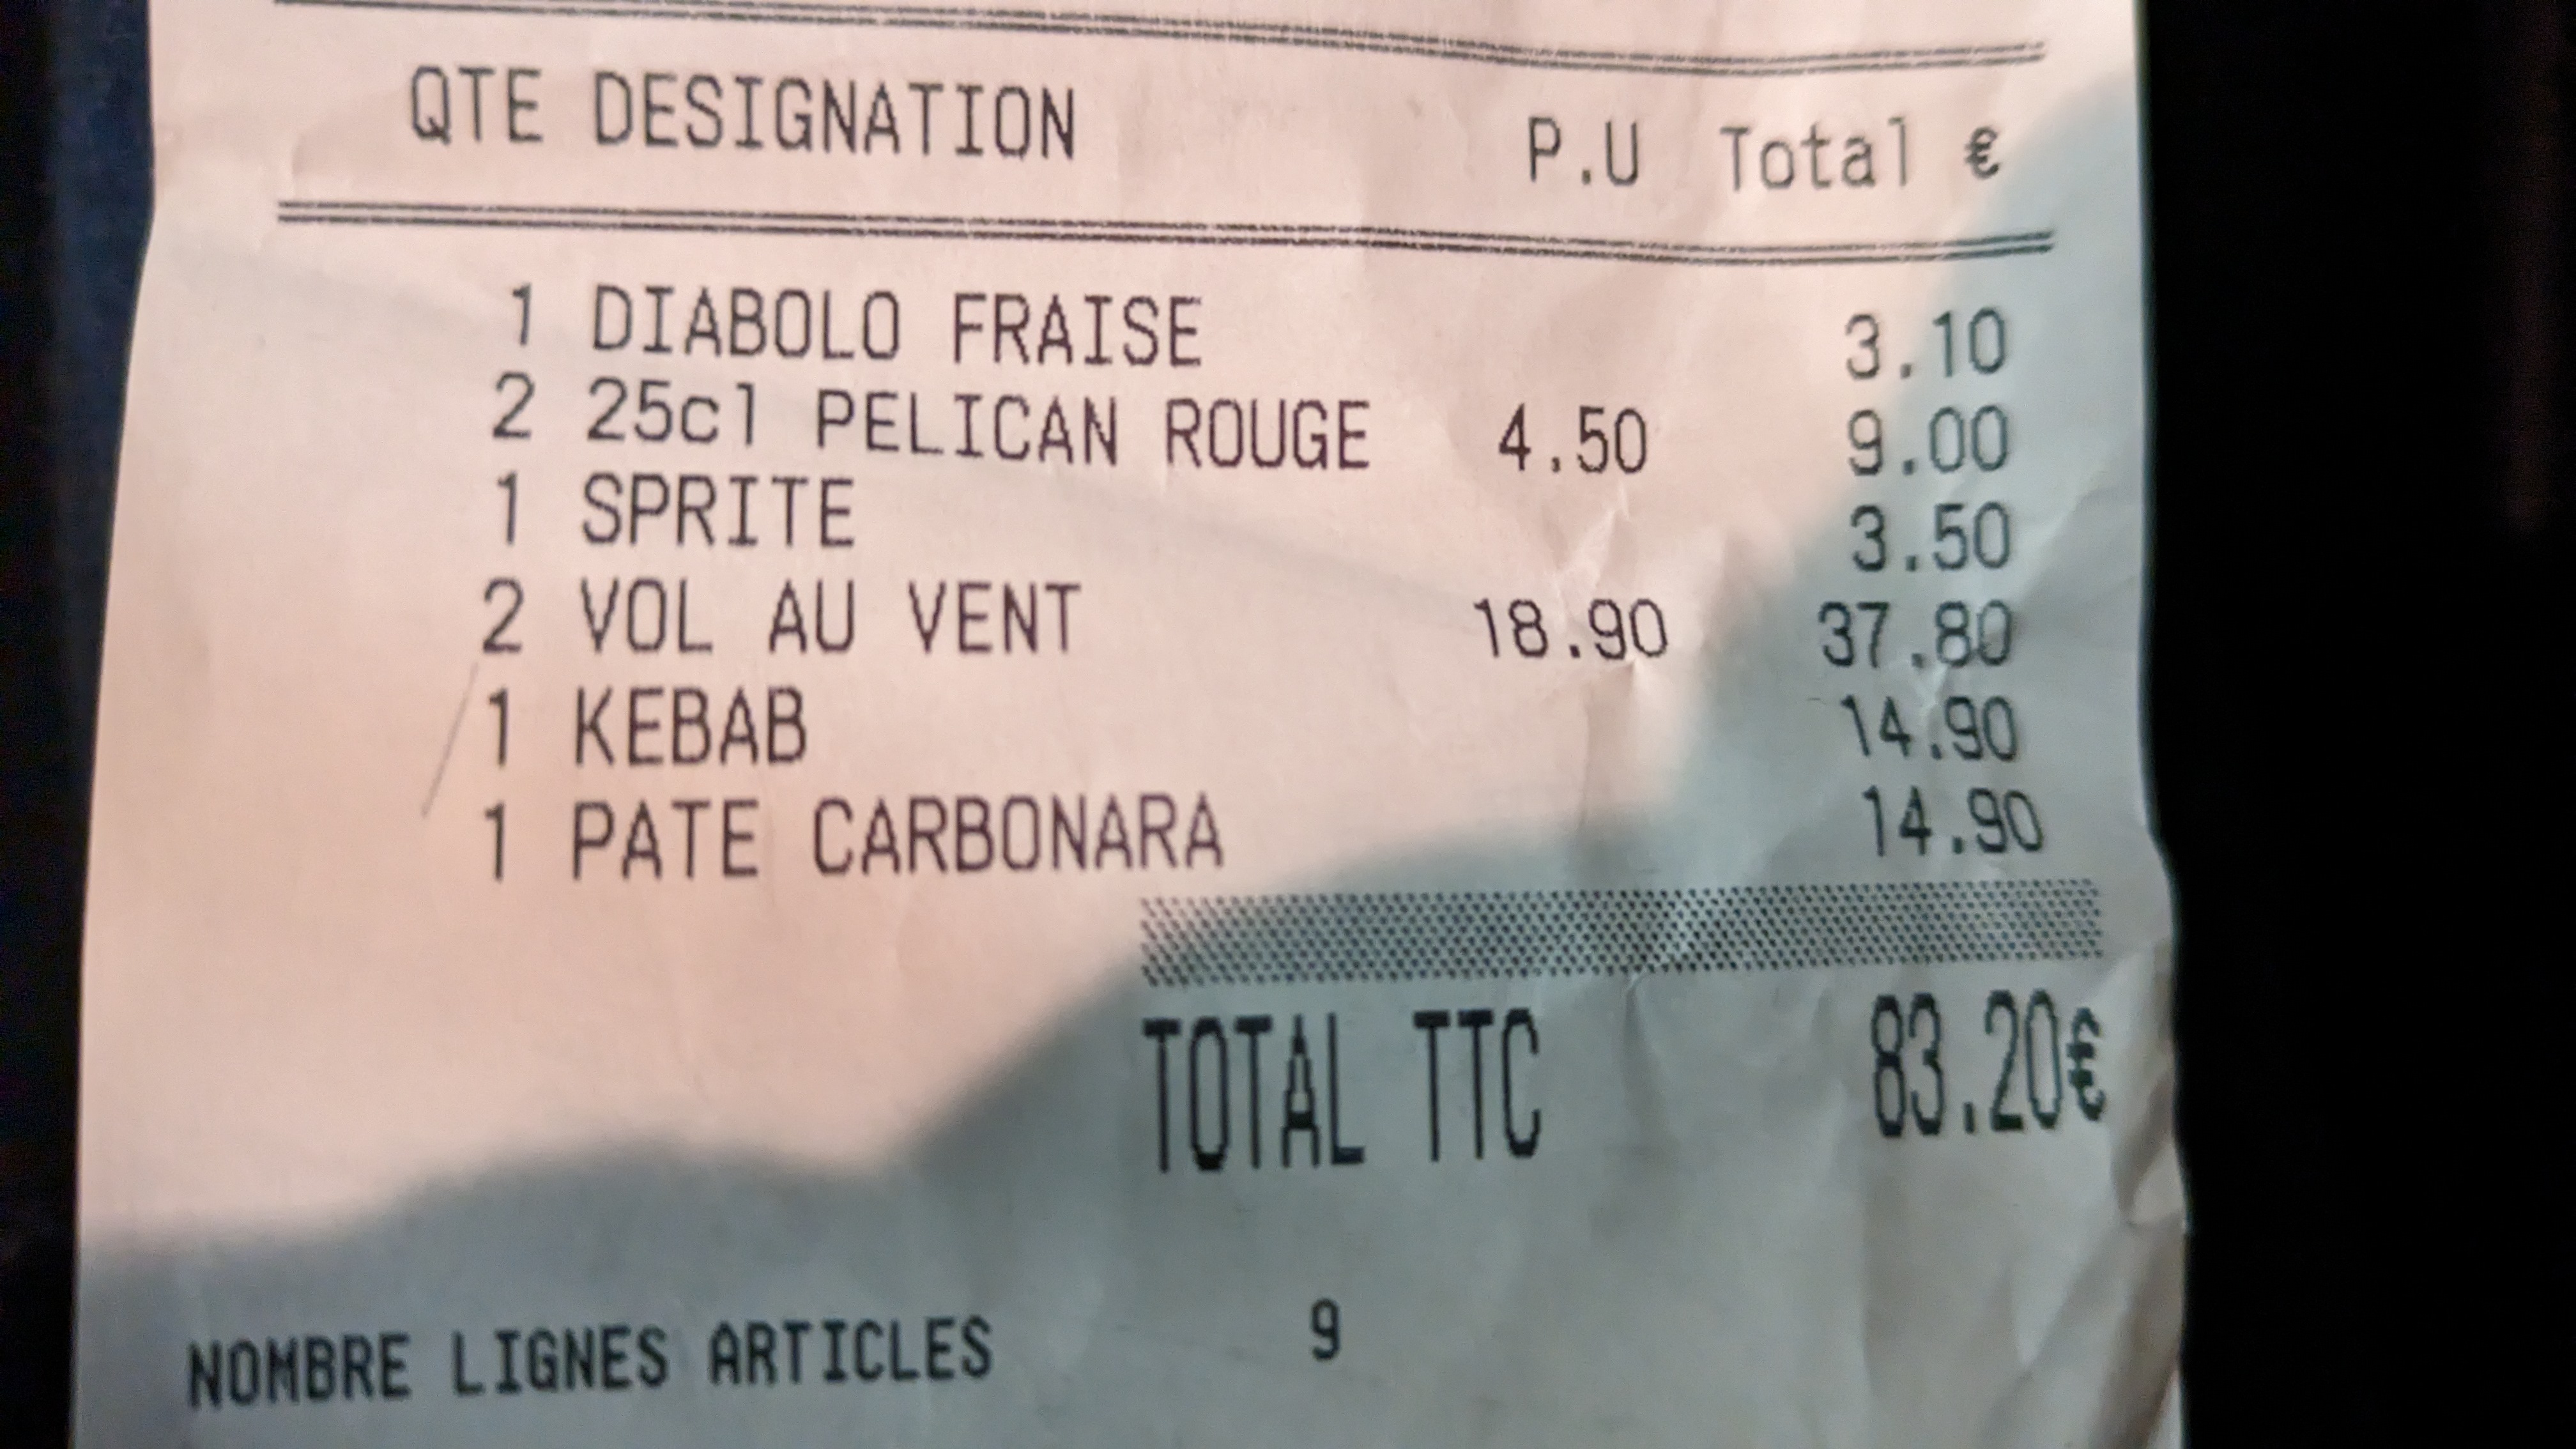 QTE DESIGNATION P.U Total €
1 DIABOLO FRAISE 3.10
2 25cl PELICAN ROUGE 4.50 9.00
1 SPRITE 3.50
2 VOL AU VENT 18.90 37.80
1 KEBAB 14.90
1 PATE CARBONARA 14.90
TOTAL TTC 83.20€
NOMBRE LIGNES ARTICLES 9